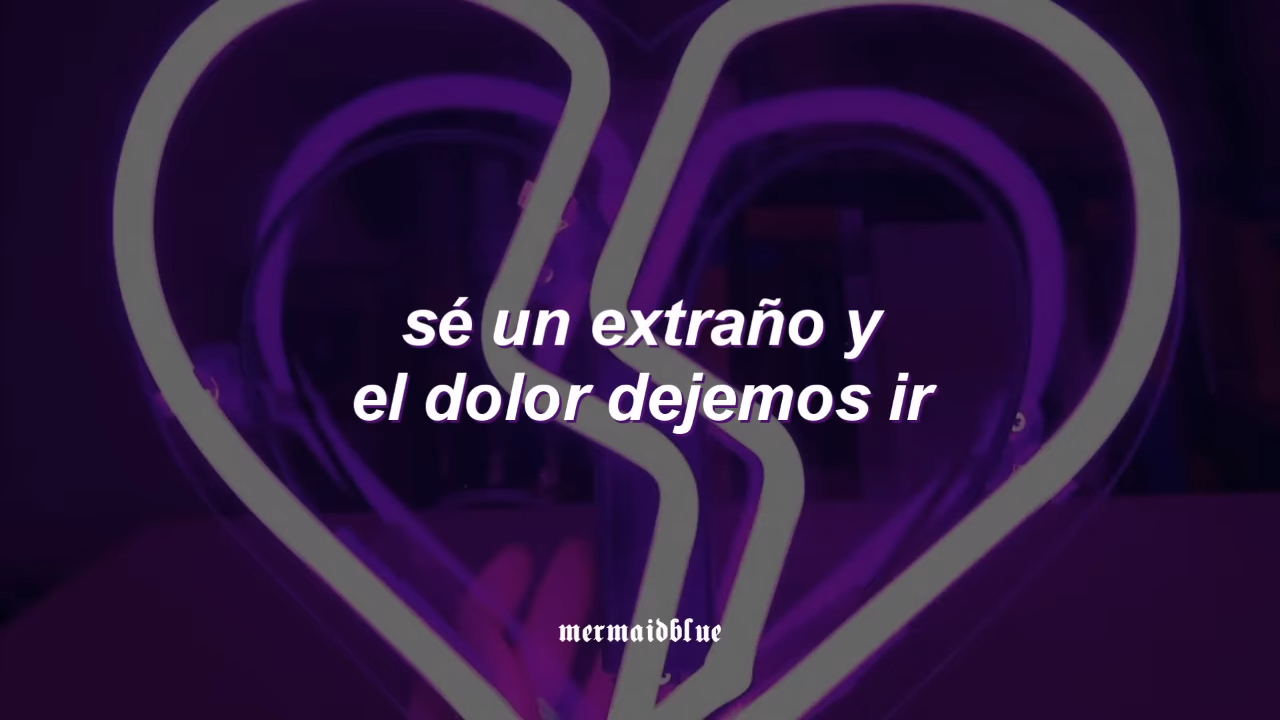 sé un extraño y
el dolor dejemos ir
mermaidblue